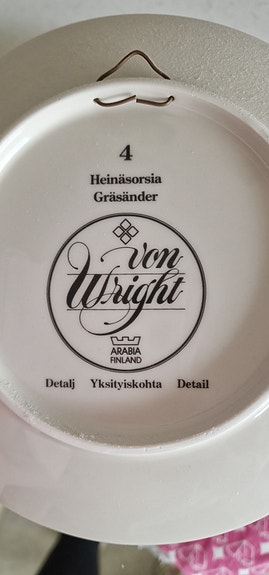 4
Heinäsorsia
Gräsänder
von
Wright
ARABIA
FINLAND
Detalj Yksityiskohta Detail